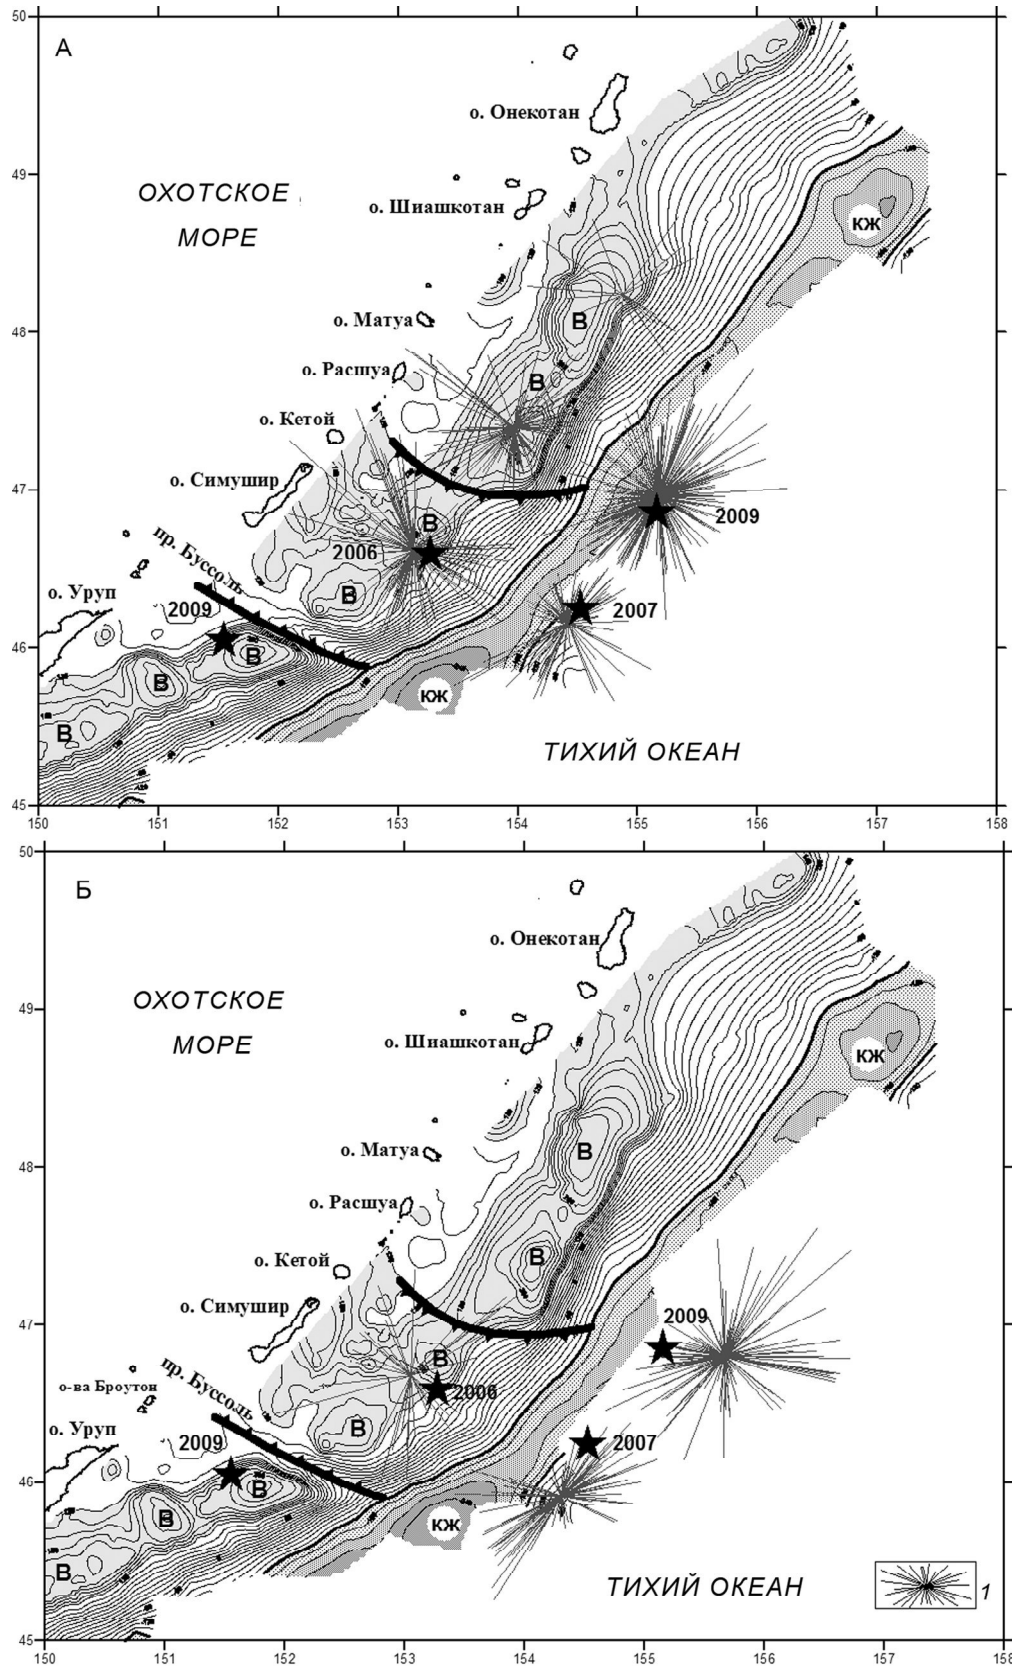 50
А
о. Онекотан
49
ОХОТСКОЕ
МОРЕ
о. Шиашкотан
КЖ
48
о. Матуа
В
о. Расшуа
В
о. Кетой
47
о. Симушир
В
2009
пр. Буссоль
2006
о. Уруп
2009
В
2007
46
В
В
КЖ
В
ТИХИЙ ОКЕАН
45
150 151 152 153 154 155 156 157 158
50
Б
о. Онекотан
ОХОТСКОЕ
49
МОРЕ
о. Шиашкотан
КЖ
о. Матуа
В
48
о. Расшуа
о. Кетой
В
о. Симушир
2009
47
В
пр. Буссоль
о-ва Броутон
2006
о. Уруп
2009
В
2007
46
В
В
КЖ
В
ТИХИЙ ОКЕАН
1
45
150 151 152 153 154 155 156 157 158